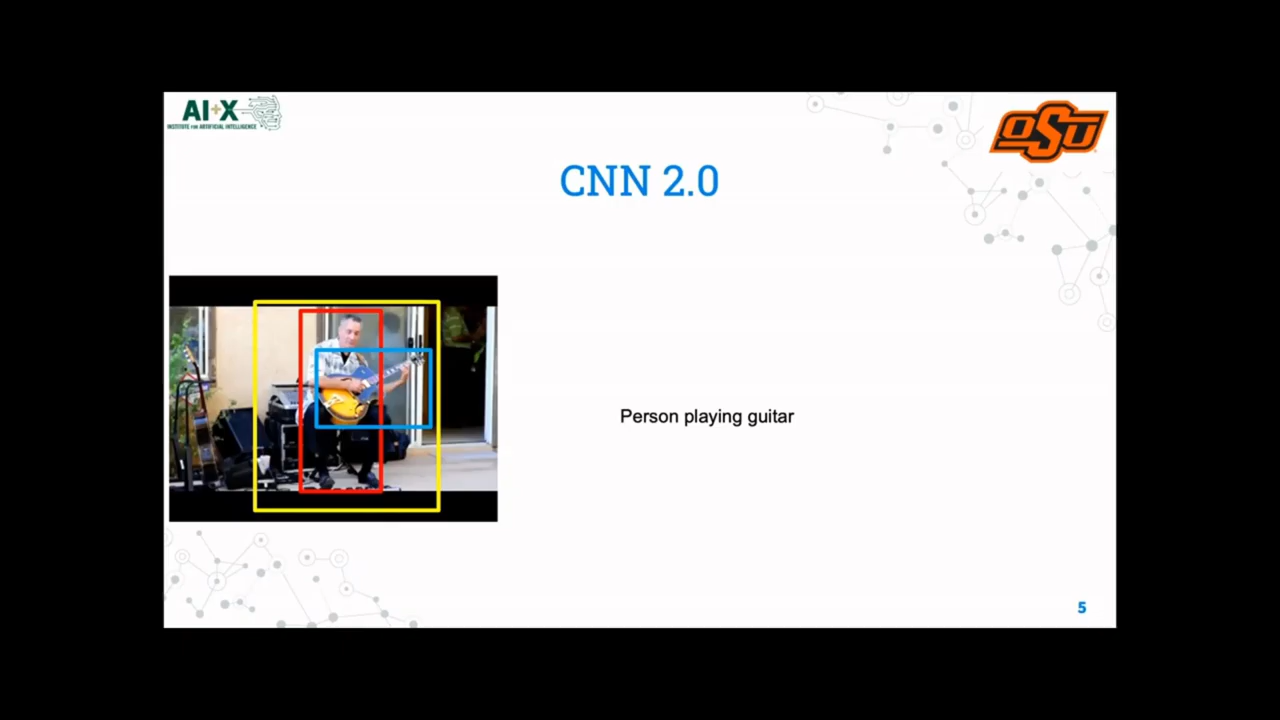 AI+X
INSTITUTE FOR ARTIFICIAL INTELLIGENCE
OSU
CNN 2.0
Person playing guitar
5